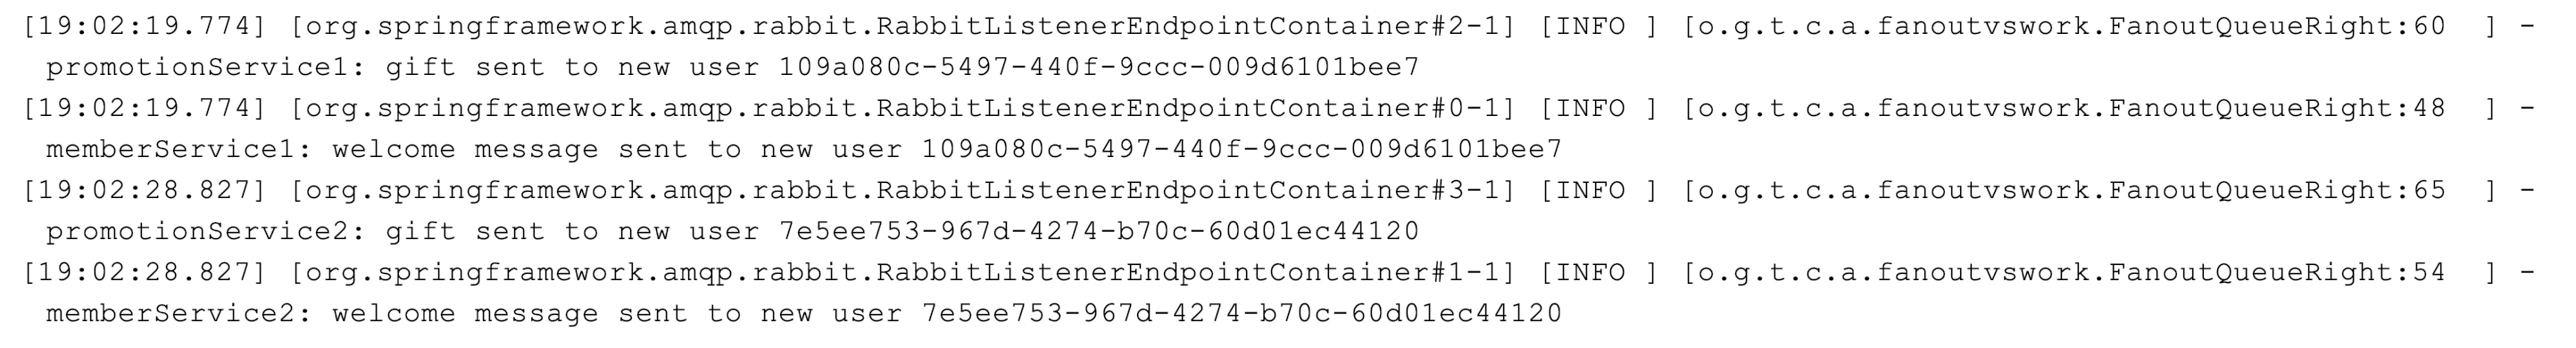 [19:02:19.774] [org.springframework.amqp.rabbit.RabbitListenerEndpointContainer#2-1] [INFO ] [o.g.t.c.a.fanoutvswork.FanoutQueueRight:60  ] -
promotionService1: gift sent to new user 109a080c-5497-440f-9ccc-009d6101bee7
[19:02:19.774] [org.springframework.amqp.rabbit.RabbitListenerEndpointContainer#0-1] [INFO ] [o.g.t.c.a.fanoutvswork.FanoutQueueRight:48  ] -
memberService1: welcome message sent to new user 109a080c-5497-440f-9ccc-009d6101bee7
[19:02:28.827] [org.springframework.amqp.rabbit.RabbitListenerEndpointContainer#3-1] [INFO ] [o.g.t.c.a.fanoutvswork.FanoutQueueRight:65  ] -
promotionService2: gift sent to new user 7e5ee753-967d-4274-b70c-60d01ec44120
[19:02:28.827] [org.springframework.amqp.rabbit.RabbitListenerEndpointContainer#1-1] [INFO ] [o.g.t.c.a.fanoutvswork.FanoutQueueRight:54  ] -
memberService2: welcome message sent to new user 7e5ee753-967d-4274-b70c-60d01ec44120